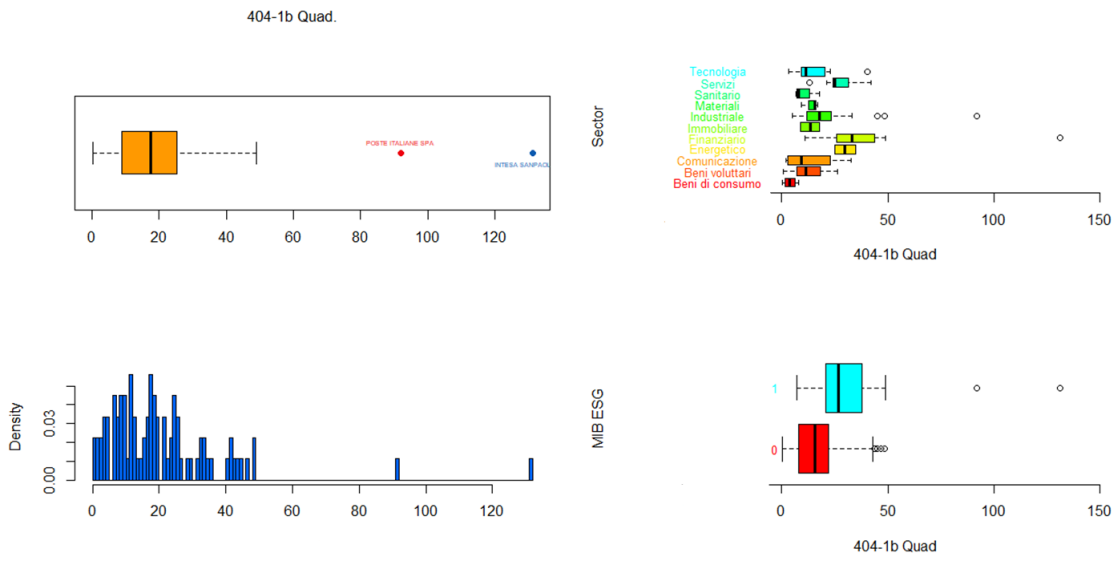 404-1b Quad.
POSTE ITALIANE SPA
INTESA SANPAOL
0 20 40 60 80 100 120
Sector
Tecnologia
Servizi
Sanitario
Materiali
Industriale
Immobiliare
Finanziario
Energetico
Comunicazione
Beni voluttari
Beni di consumo
0 50 100 150
404-1b Quad
Density
0.03
0.00
0 20 40 60 80 100 120
MIB ESG
1
0
0 50 100 150
404-1b Quad